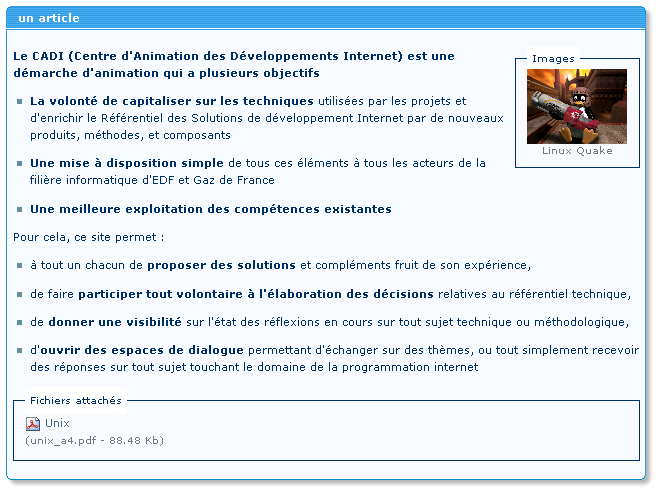 un article
Le CADI (Centre d'Animation des Développements Internet) est une
démarche d'animation qui a plusieurs objectifs
La volonté de capitaliser sur les techniques utilisées par les projets et
d'enrichir le Référentiel des Solutions de développement Internet par de nouveaux
produits, méthodes, et composants
Une mise à disposition simple de tous ces éléments à tous les acteurs de la
filière informatique d'EDF et Gaz de France
Une meilleure exploitation des compétences existantes
Images
Linux Quake
Pour cela, ce site permet :
à tout un chacun de proposer des solutions et compléments fruit de son expérience,
de faire participer tout volontaire à l'élaboration des décisions relatives au référentiel technique,
de donner une visibilité sur l'état des réflexions en cours sur tout sujet technique ou méthodologique,
d'ouvrir des espaces de dialogue permettant d'échanger sur des thèmes, ou tout simplement recevoir
des réponses sur tout sujet touchant le domaine de la programmation internet
Fichiers attachés
Unix
(unix_a4.pdf - 88.48 Kb)